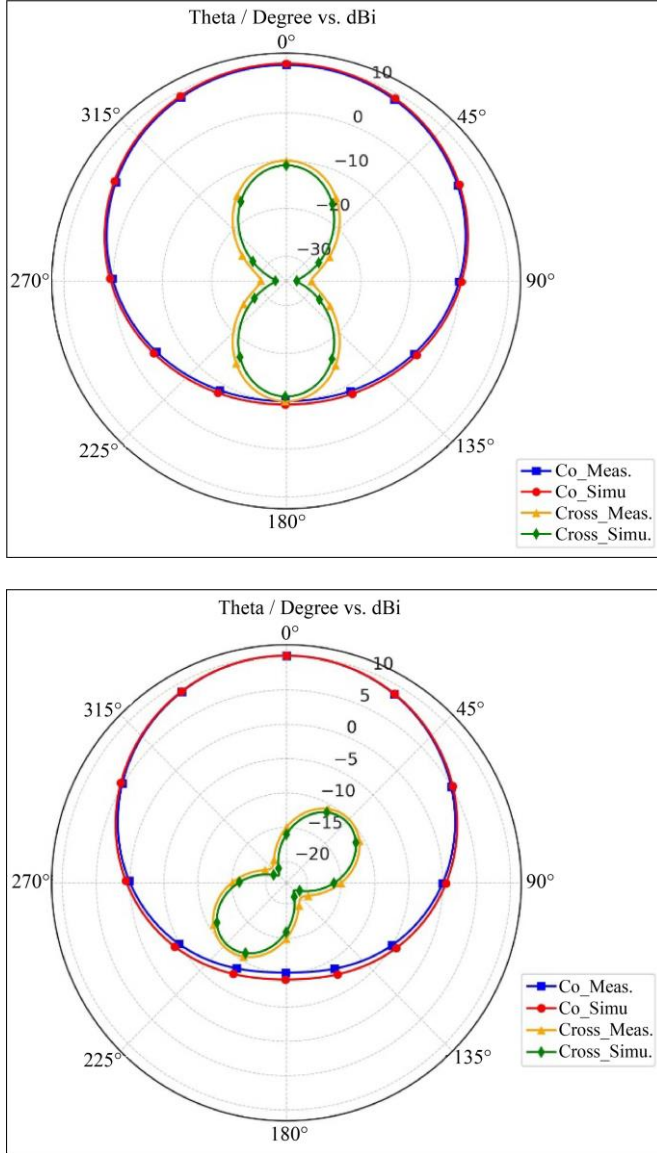 Theta / Degree vs. dBi
0°
10
315°
45°
0
−10
−20
−30
270°
90°
225°
135°
180°
Co_Meas.
Co_Simu
Cross_Meas.
Cross_Simu.
Theta / Degree vs. dBi
0°
10
315°
45°
5
0
−5
−10
−15
−20
270°
90°
225°
135°
180°
Co_Meas.
Co_Simu
Cross_Meas.
Cross_Simu.